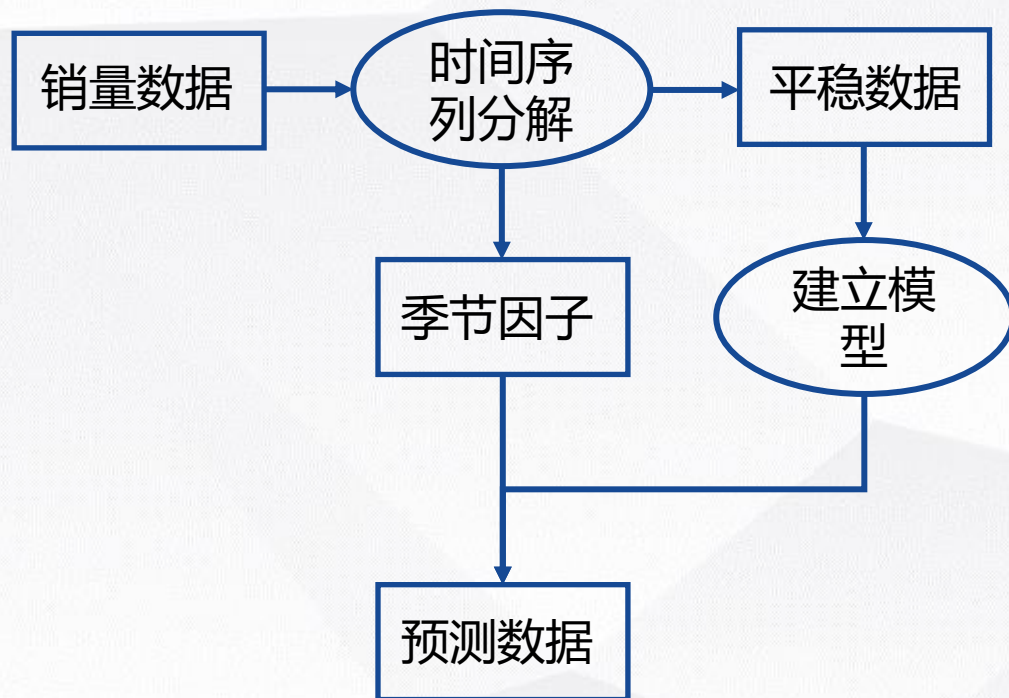 销量数据
时间序
列分解
平稳数据
季节因子
建立模
型
预测数据